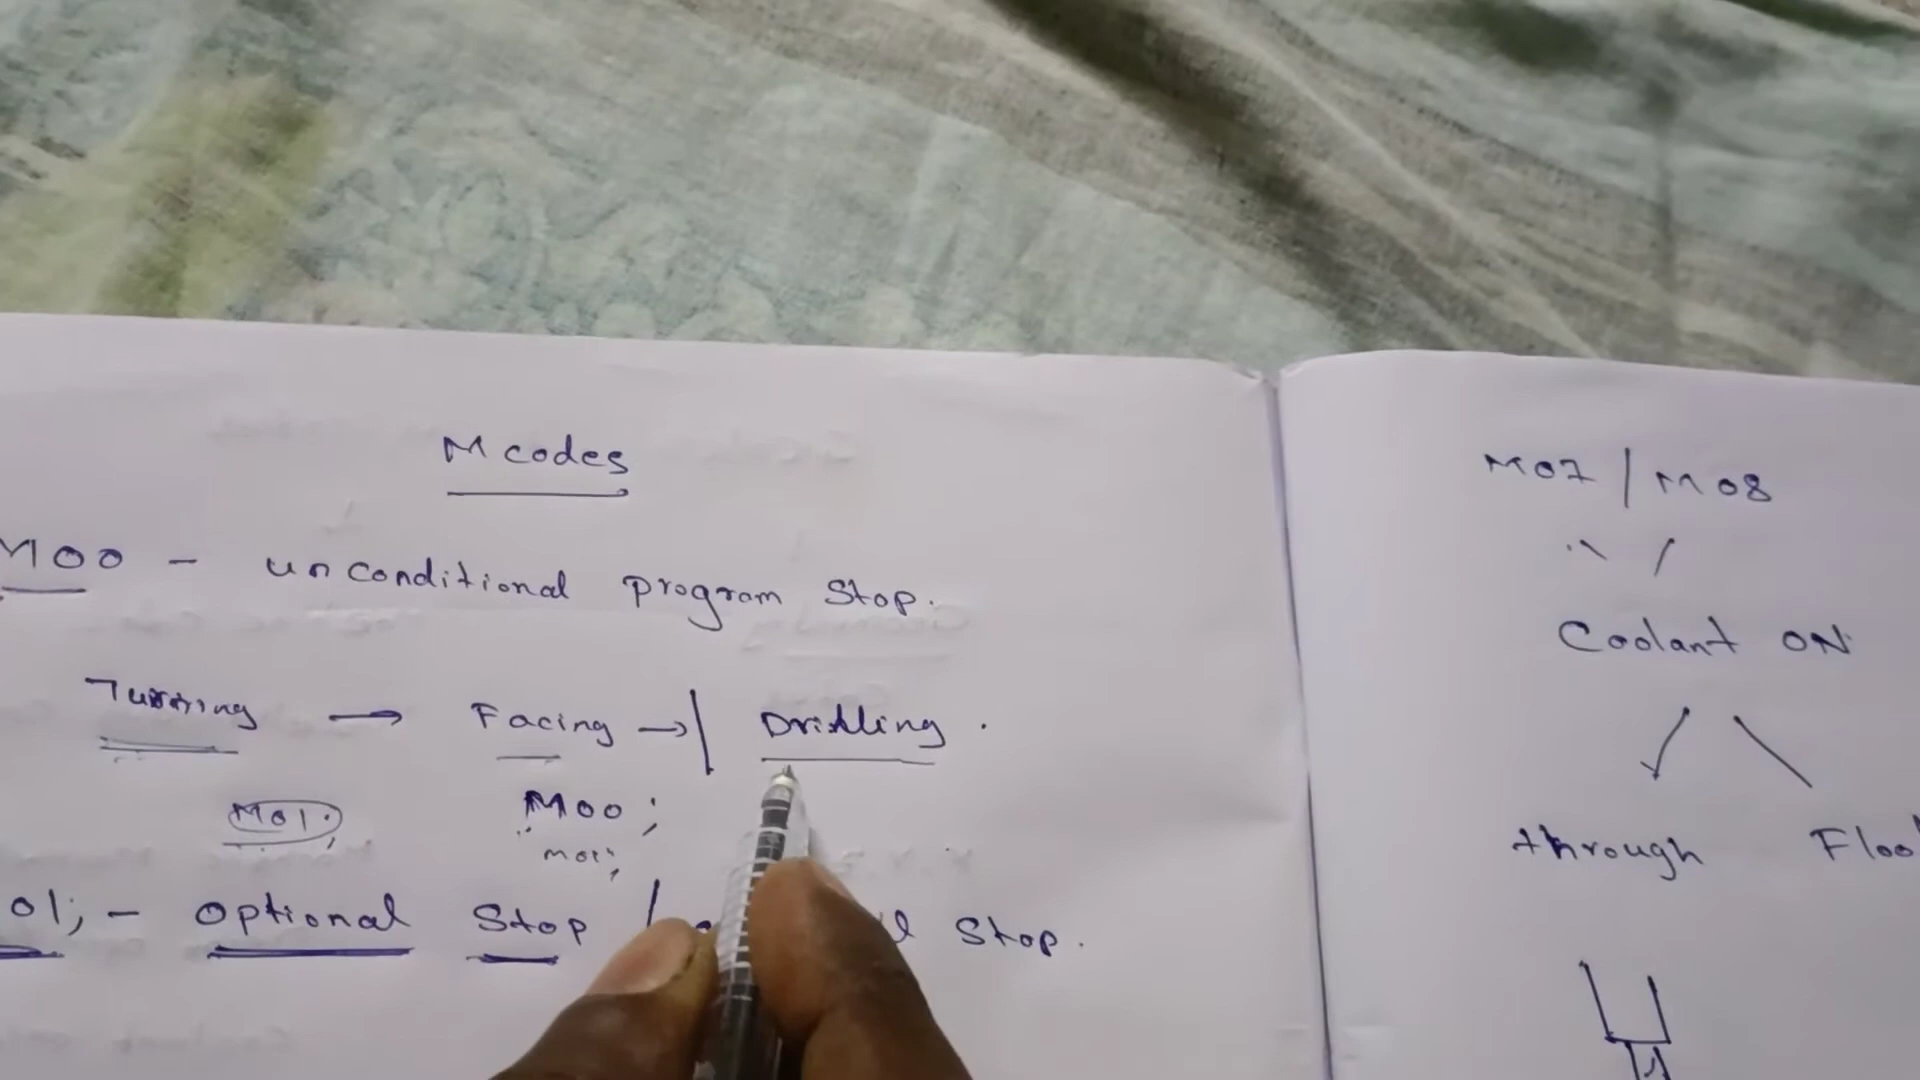 M codes
M00 - unconditional program Stop.
Turning → Facing → | Drilling.
M01; M00;
M01;
01; - optional Stop / Stop.
M07 / M08
Coolant ON
through Floo